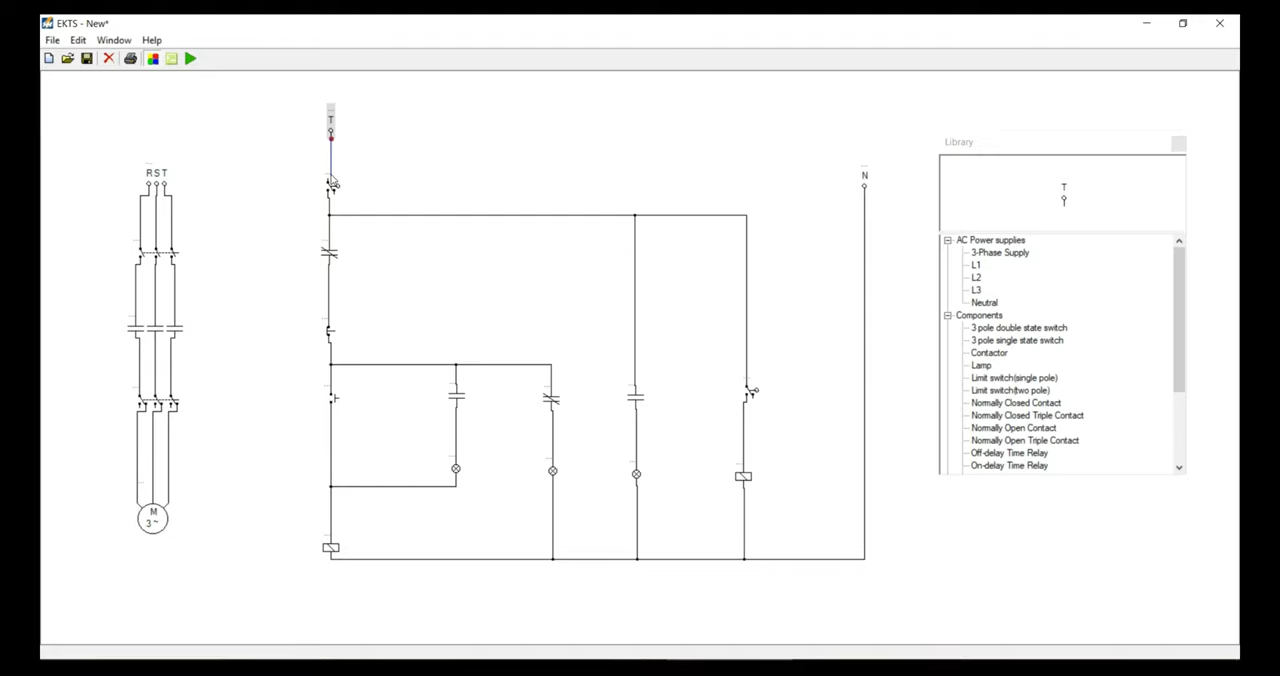 EKTS - New*
File Edit Window Help
T
R S T
N
M
3 ~
Library
T
AC Power supplies
3-Phase Supply
L1
L2
L3
Neutral
Components
3 pole double state switch
3 pole single state switch
Contactor
Lamp
Limit switch(single pole)
Limit switch(two pole)
Normally Closed Contact
Normally Closed Triple Contact
Normally Open Contact
Normally Open Triple Contact
Off-delay Time Relay
On-delay Time Relay